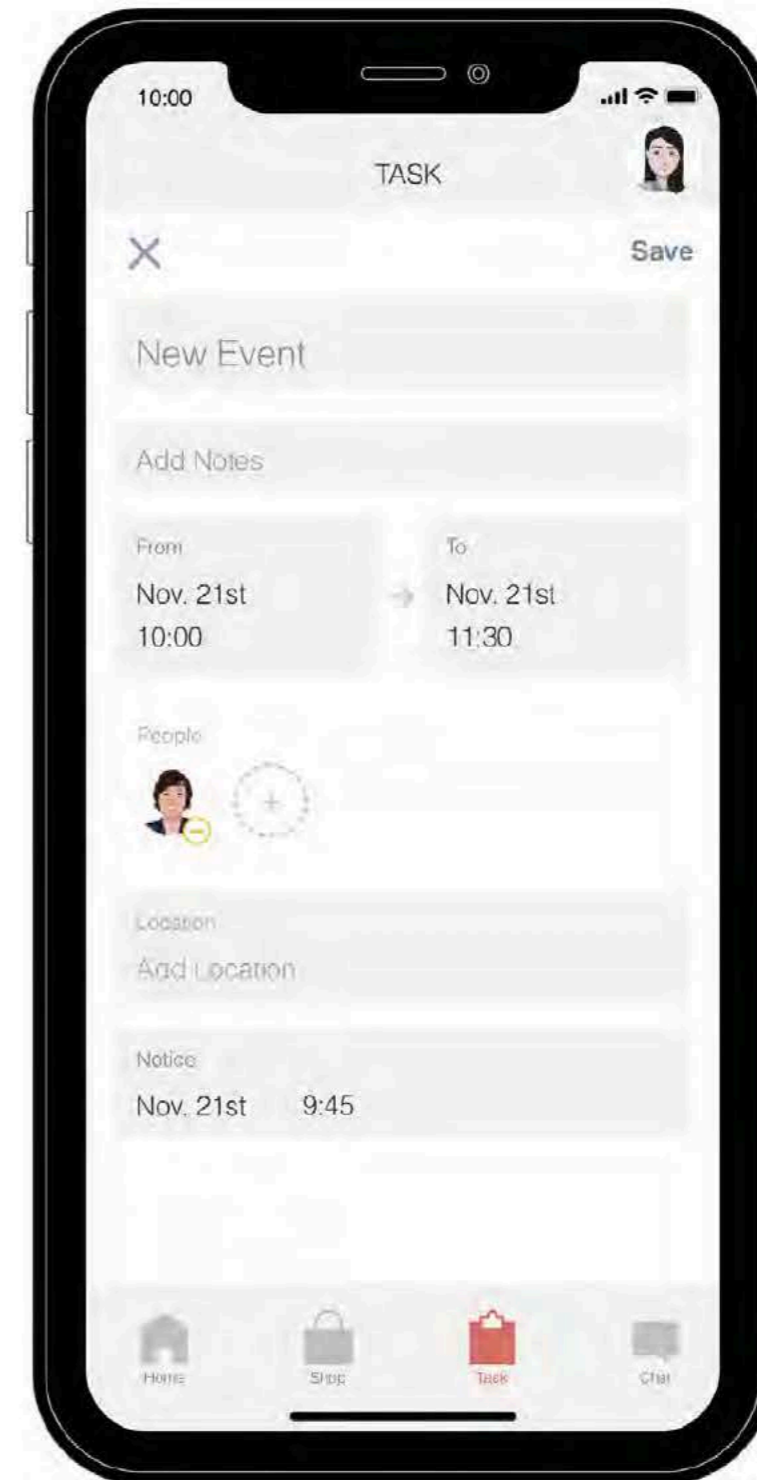 10:00
TASK
Save
New Event
Add Notes
From
To
Nov. 21st
Nov. 21st
10:00
11:30
People
Location
Add Location
Notice
Nov. 21st 9:45
Home Shop Task Chat